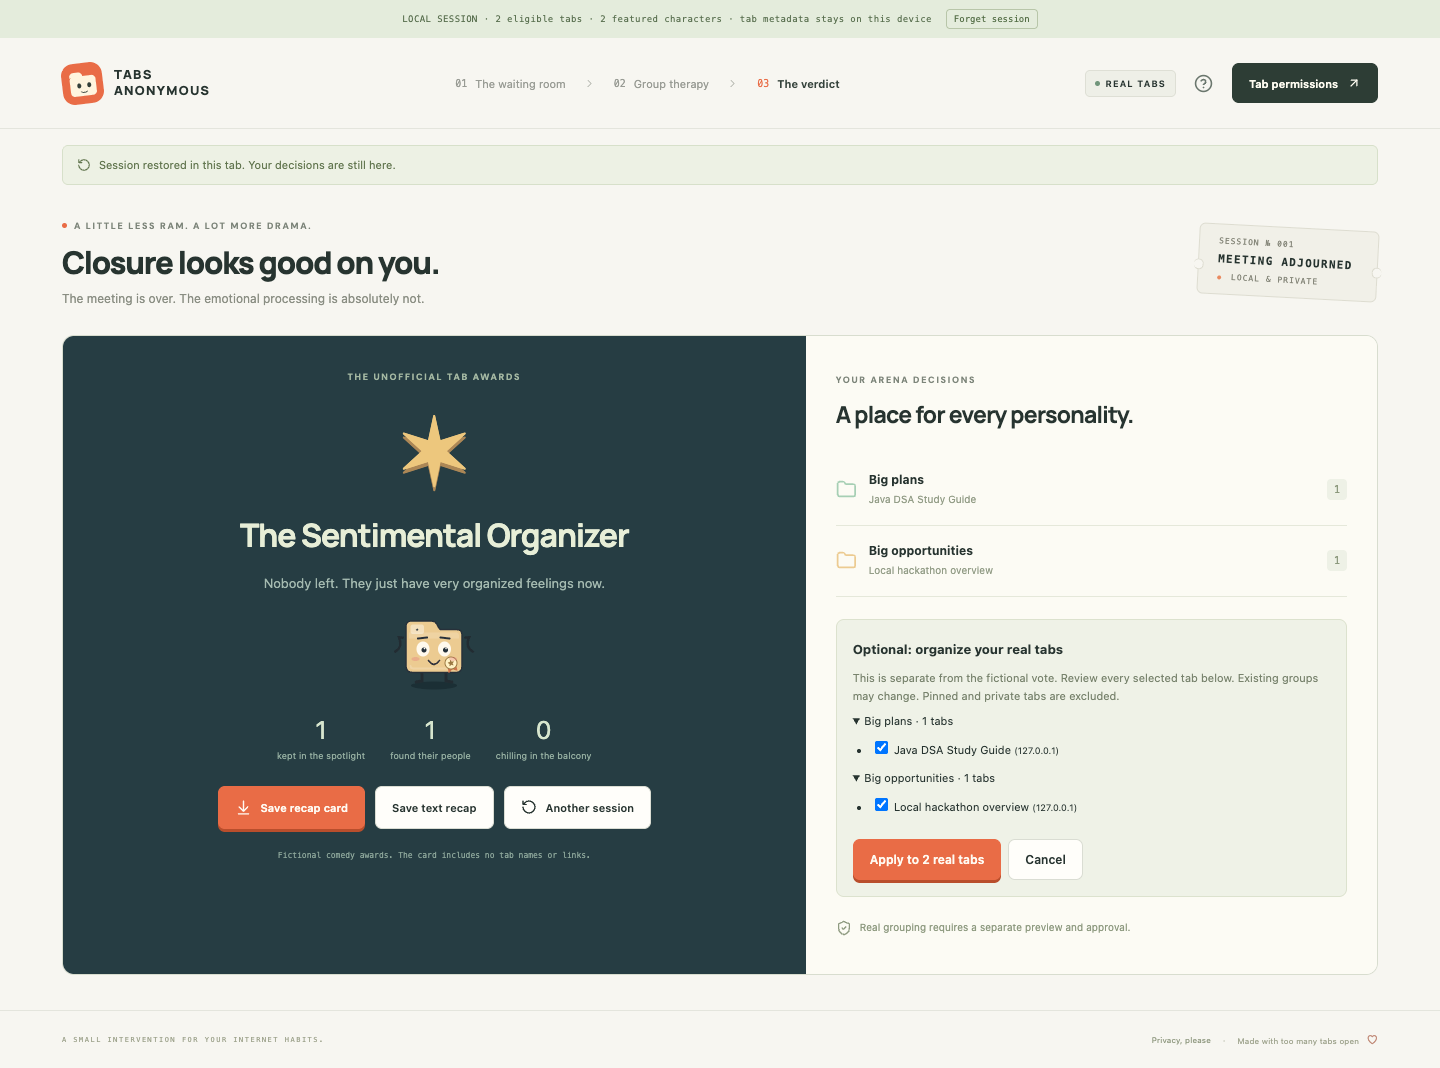 LOCAL SESSION · 2 eligible tabs · 2 featured characters · tab metadata stays on this device
Forget session
TABS
ANONYMOUS
01 The waiting room
02 Group therapy
03 The verdict
REAL TABS
Tab permissions
Session restored in this tab. Your decisions are still here.
A LITTLE LESS RAM. A LOT MORE DRAMA.
Closure looks good on you.
The meeting is over. The emotional processing is absolutely not.
SESSION № 001
MEETING ADJOURNED
LOCAL & PRIVATE
THE UNOFFICIAL TAB AWARDS
The Sentimental Organizer
Nobody left. They just have very organized feelings now.
1 1 0
kept in the spotlight found their people chilling in the balcony
Save recap card
Save text recap
Another session
Fictional comedy awards. The card includes no tab names or links.
YOUR ARENA DECISIONS
A place for every personality.
Big plans
Java DSA Study Guide
1
Big opportunities
Local hackathon overview
1
Optional: organize your real tabs
This is separate from the fictional vote. Review every selected tab below. Existing groups
may change. Pinned and private tabs are excluded.
▼ Big plans · 1 tabs
• Java DSA Study Guide (127.0.0.1)
▼ Big opportunities · 1 tabs
• Local hackathon overview (127.0.0.1)
Apply to 2 real tabs
Cancel
Real grouping requires a separate preview and approval.
A SMALL INTERVENTION FOR YOUR INTERNET HABITS.
Privacy, please · Made with too many tabs open